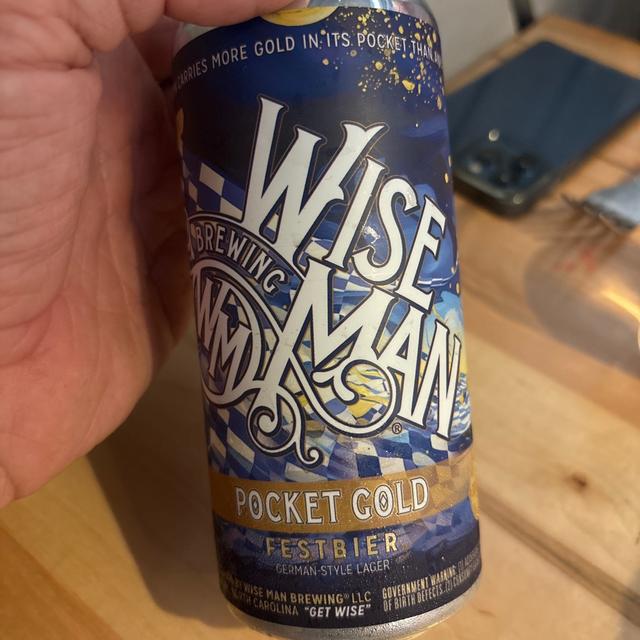 CARRIES MORE GOLD IN ITS POCKET THAN
WISE
MAN
BREWING
WM
®
POCKET GOLD
FESTBIER
GERMAN-STYLE LAGER
BY WISE MAN BREWING® LLC
NORTH CAROLINA "GET WISE"
GOVERNMENT WARNING:
OF BIRTH DEFECTS.